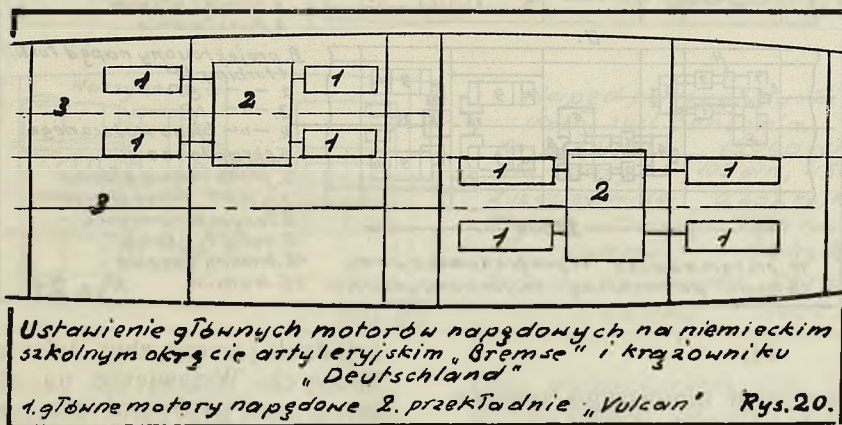 1 2 1
3
1 1
1 1
3 2
1 1
Ustawienie głównych motorów napędowych na niemieckim
szkolnym okręcie artyleryjskim „Bremse" i krążowniku
„Deutschland"
1. główne motory napędowe 2. przekładnie „Vulcan" Rys. 20.